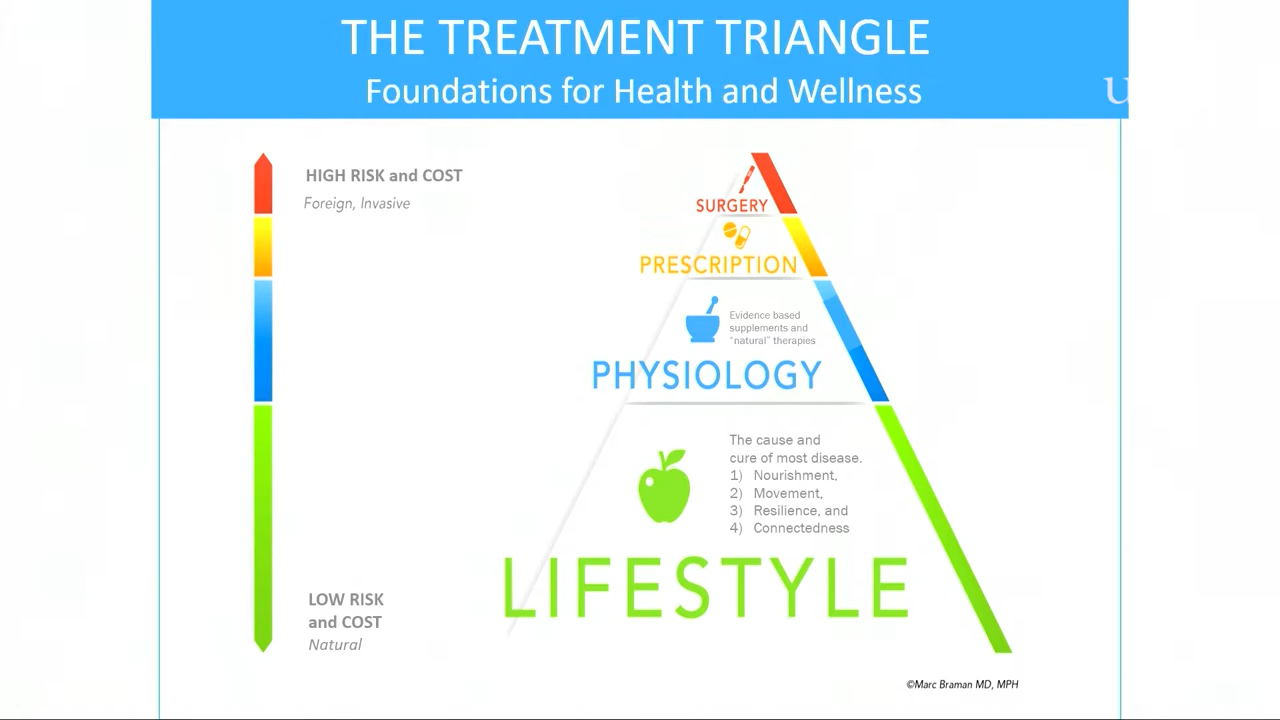 THE TREATMENT TRIANGLE
Foundations for Health and Wellness
HIGH RISK and COST
Foreign, Invasive
SURGERY
PRESCRIPTION
Evidence based
supplements and
“natural” therapies
PHYSIOLOGY
The cause and
cure of most disease.
1) Nourishment,
2) Movement,
3) Resilience, and
4) Connectedness
LIFESTYLE
LOW RISK
and COST
Natural
©Marc Braman MD, MPH